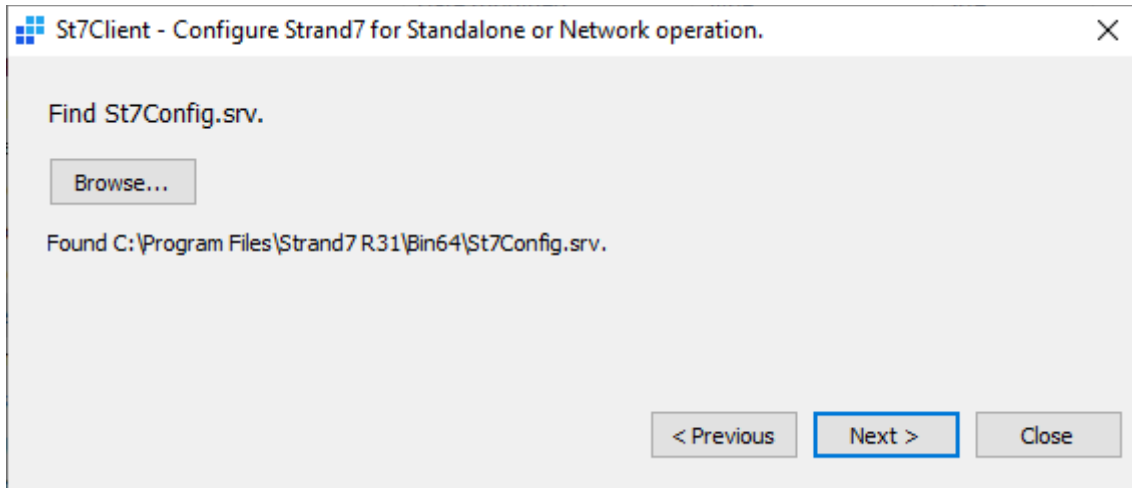 St7Client - Configure Strand7 for Standalone or Network operation.
Find St7Config.srv.
Browse...
Found C:\Program Files\Strand7 R31\Bin64\St7Config.srv.
< Previous
Next >
Close